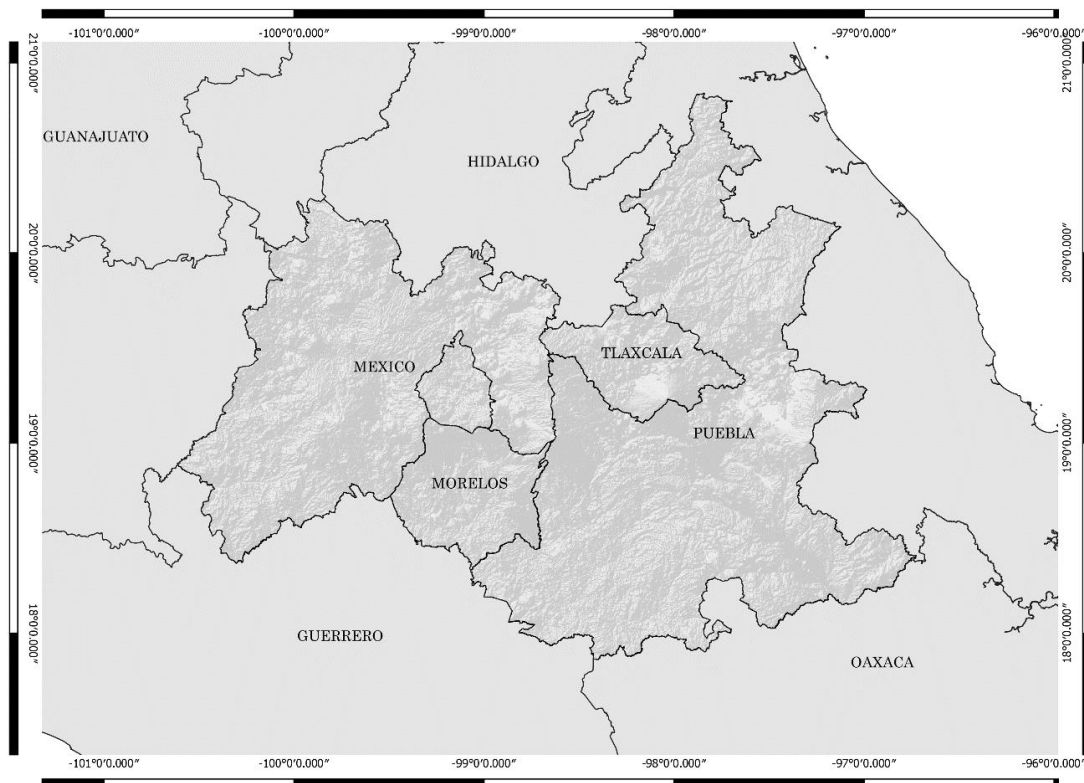 -101°0'0.000" -100°0'0.000" -99°0'0.000" -98°0'0.000" -97°0'0.000" -96°0'0.000"
21°0'0.000" 21°0'0.000"
GUANAJUATO
HIDALGO
20°0'0.000" 20°0'0.000"
TLAXCALA
MEXICO
PUEBLA
19°0'0.000" 19°0'0.000"
MORELOS
18°0'0.000" 18°0'0.000"
GUERRERO
OAXACA
-101°0'0.000" -100°0'0.000" -99°0'0.000" -98°0'0.000" -97°0'0.000" -96°0'0.000"